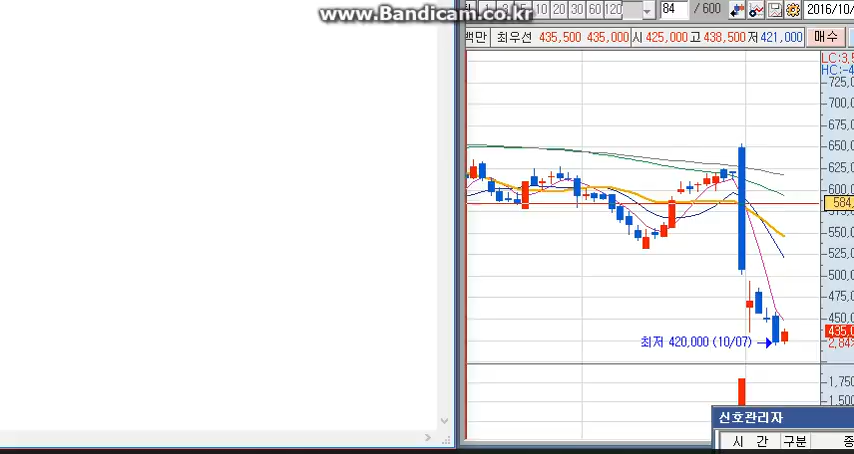 www.Bandicam.co.kr
10 20 30 60 120 84 / 600 2016/10/
백만 최우선 435,500 435,000 시 425,000 고 438,500 저 421,000 매수
LC:3,5
HC:-4
725,0
700,0
675,0
650,0
625,0
600,0
584,
575,0
550,0
525,0
500,0
475,0
450,0
435,0
최저 420,000 (10/07)
2,84%
1,750
1,500
신호관리자
시 간 구분 종